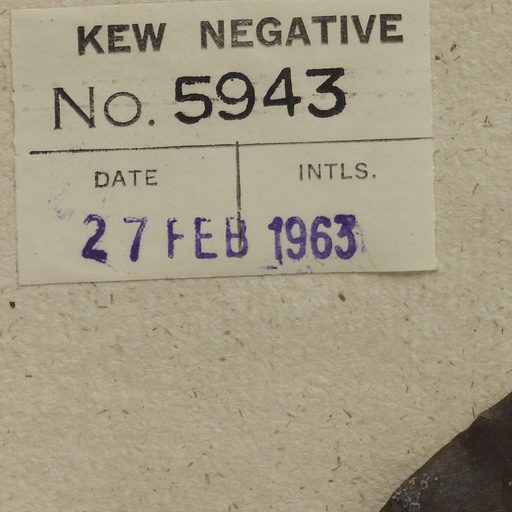 KEW NEGATIVE
No. 5943
DATE INTLS.
27 FEB 1963